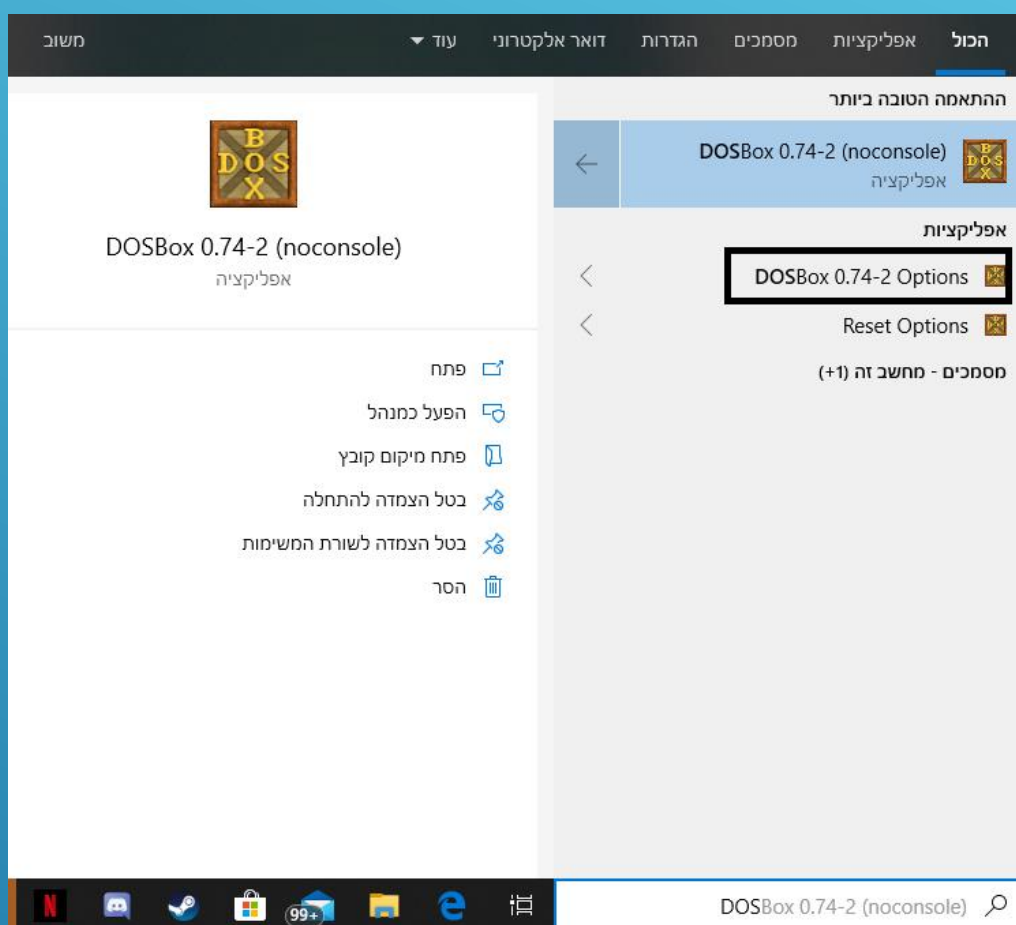 הכול אפליקציות מסמכים הגדרות דואר אלקטרוני עוד משוב
ההתאמה הטובה ביותר
DOSBox 0.74-2 (noconsole)
אפליקציה
אפליקציות
DOSBox 0.74-2 Options
Reset Options
מסמכים - מחשב זה (+1)
B
DOS
X
DOSBox 0.74-2 (noconsole)
אפליקציה
פתח
הפעל כמנהל
פתח מיקום קובץ
בטל הצמדה להתחלה
בטל הצמדה לשורת המשימות
הסר
DOSBox 0.74-2 (noconsole)
99+
N